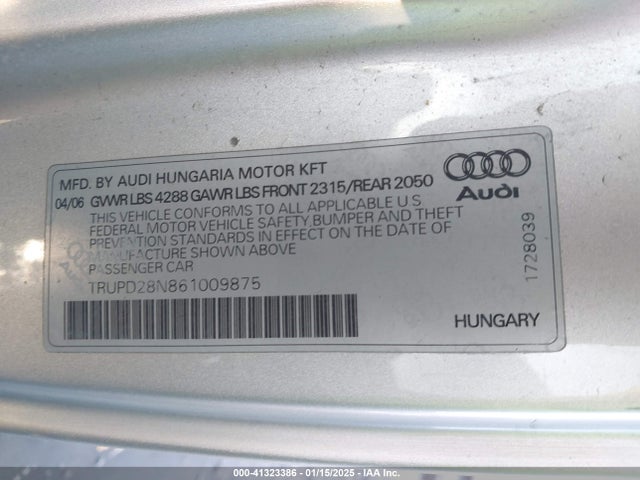 MFD. BY AUDI HUNGARIA MOTOR KFT
04/06 GVWR LBS 4288 GAWR LBS FRONT 2315/REAR 2050
THIS VEHICLE CONFORMS TO ALL APPLICABLE U S
FEDERAL MOTOR VEHICLE SAFETY,BUMPER AND THEFT
PREVENTION STANDARDS IN EFFECT ON THE DATE OF
MANUFACTURE SHOWN ABOVE
PASSENGER CAR
TRUPD28N861009875
Audi
1728039
HUNGARY
000-41323386 - 01/15/2025 - IAA Inc.